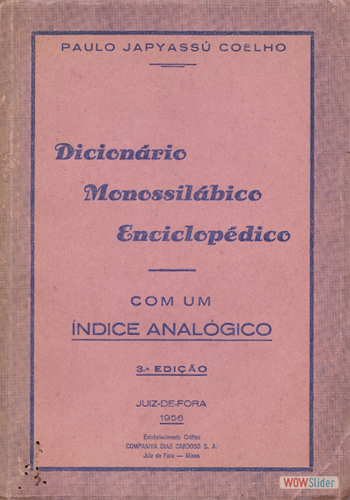 PAULO JAPYASSÚ COELHO
Dicionário
Monossilábico
Enciclopédico
COM UM
ÍNDICE ANALÓGICO
3.ª EDIÇÃO
JUIZ-DE-FORA
1956
Estabelecimento Gráfico
COMPANHIA DIAS CARDOSO S. A.
Juiz de Fora — Minas
WOWSlider